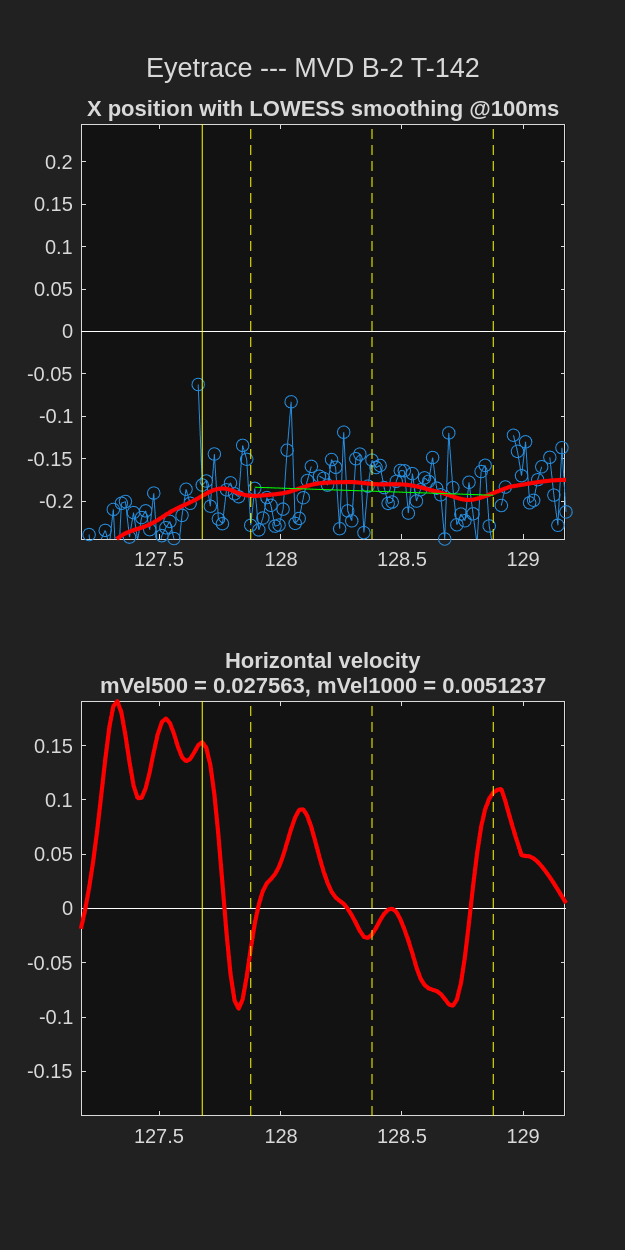 Eyetrace --- MVD B-2 T-142
X position with LOWESS smoothing @100ms
0.2
0.15
0.1
0.05
0
-0.05
-0.1
-0.15
-0.2
127.5 128 128.5 129
Horizontal velocity
mVel500 = 0.027563, mVel1000 = 0.0051237
0.15
0.1
0.05
0
-0.05
-0.1
-0.15
127.5 128 128.5 129